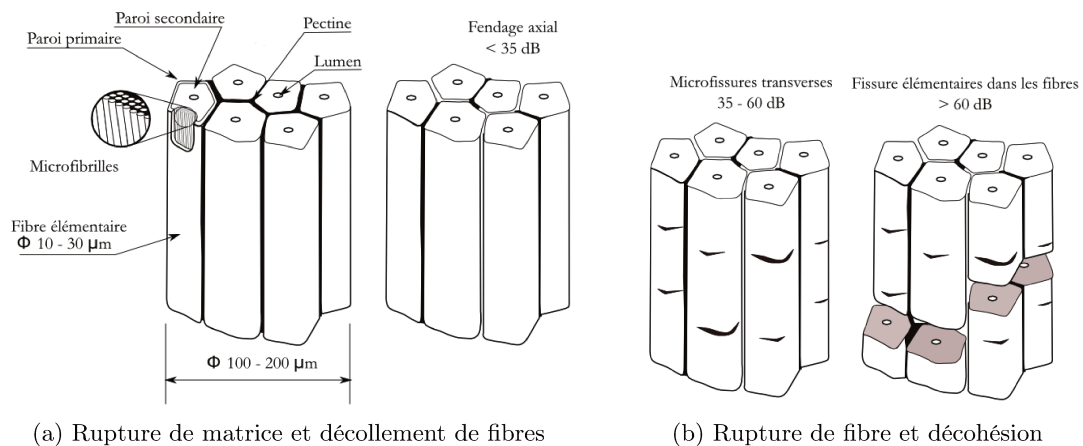 Paroi secondaire
Paroi primaire
Pectine
Lumen
Microfibrilles
Fibre élémentaire
Φ 10 - 30 μm
Φ 100 - 200 μm
Fendage axial
< 35 dB
(a) Rupture de matrice et décollement de fibres
Microfissures transverses
35 - 60 dB
Fissure élémentaires dans les fibres
> 60 dB
(b) Rupture de fibre et décohésion